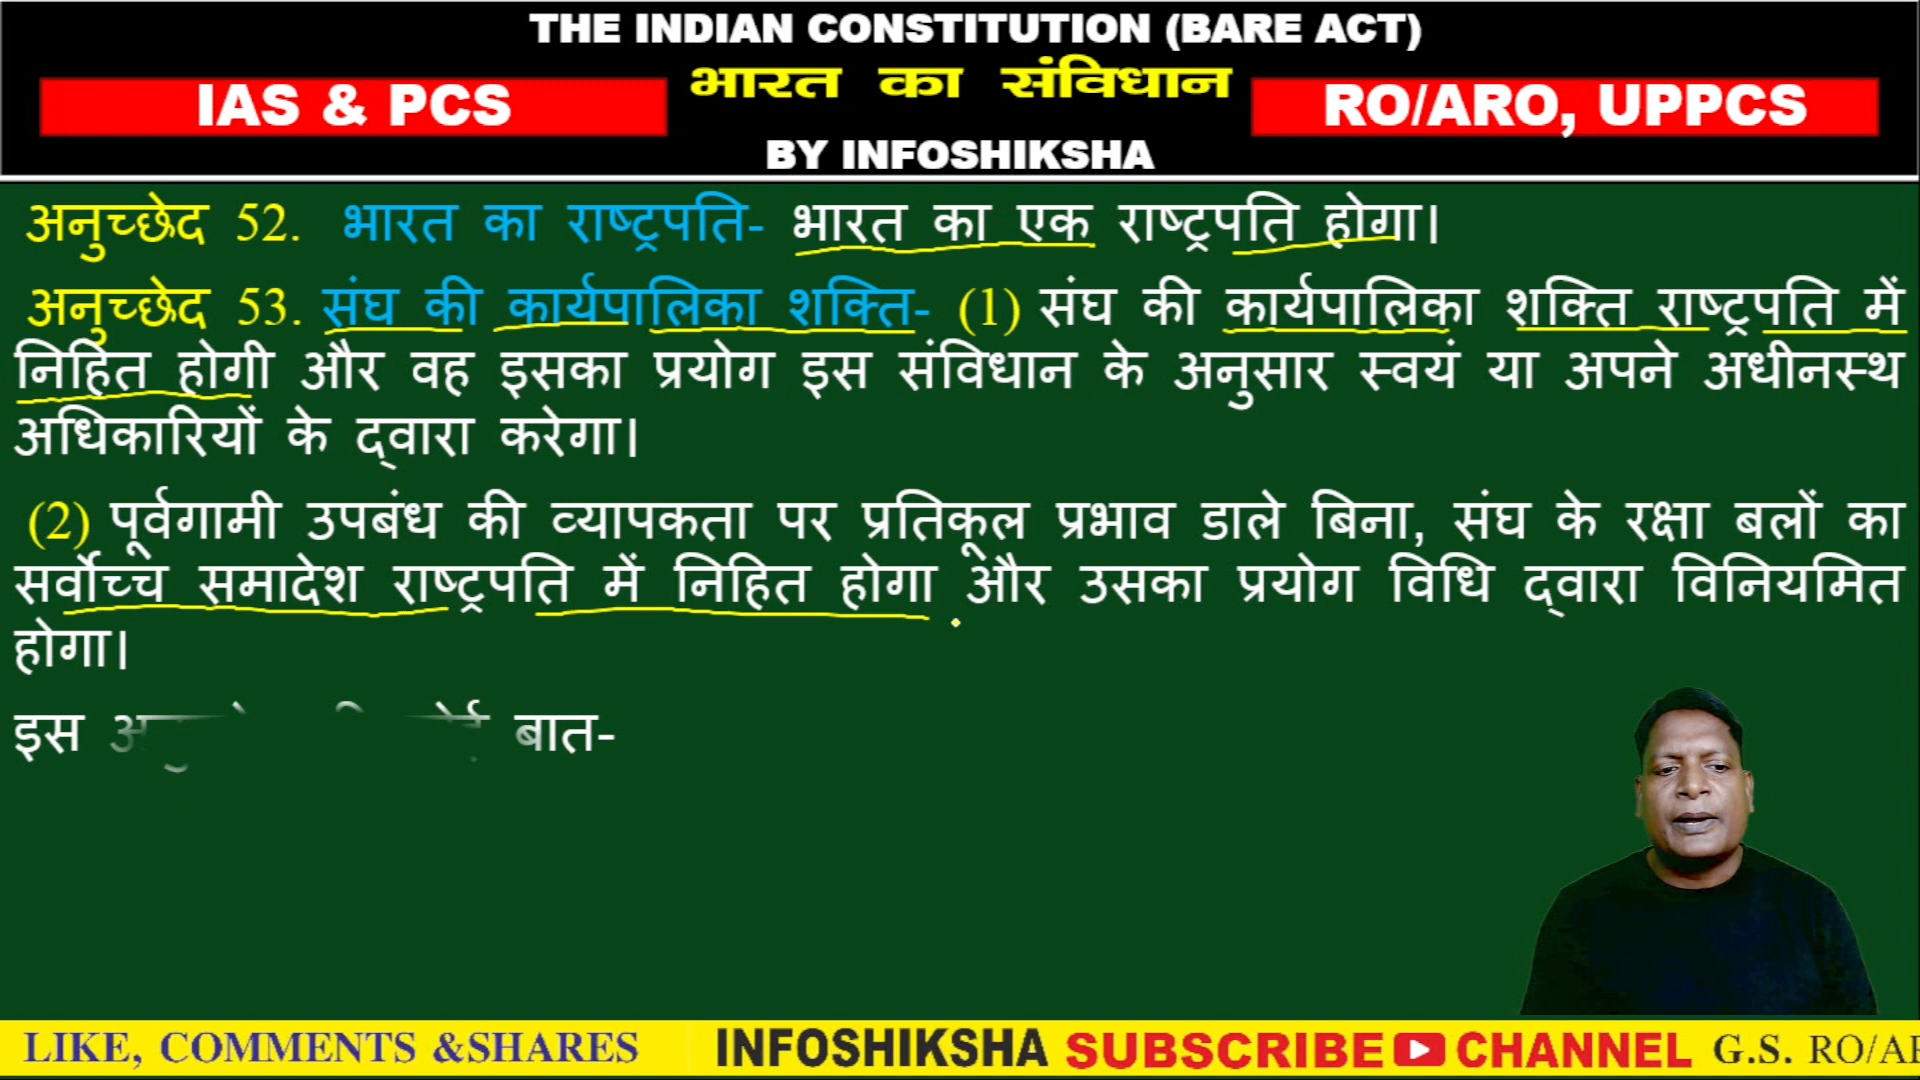 THE INDIAN CONSTITUTION (BARE ACT)
IAS & PCS
भारत का संविधान
RO/ARO, UPPCS
BY INFOSHIKSHA
अनुच्छेद 52. भारत का राष्ट्रपति- भारत का एक राष्ट्रपति होगा।
अनुच्छेद 53. संघ की कार्यपालिका शक्ति- (1) संघ की कार्यपालिका शक्ति राष्ट्रपति में
निहित होगी और वह इसका प्रयोग इस संविधान के अनुसार स्वयं या अपने अधीनस्थ
अधिकारियों के द्वारा करेगा।
(2) पूर्वगामी उपबंध की व्यापकता पर प्रतिकूल प्रभाव डाले बिना, संघ के रक्षा बलों का
सर्वोच्च समादेश राष्ट्रपति में निहित होगा और उसका प्रयोग विधि द्वारा विनियमित
होगा।
इस बात-
LIKE, COMMENTS &SHARES INFOSHIKSHA SUBSCRIBE CHANNEL G.S. RO/AR